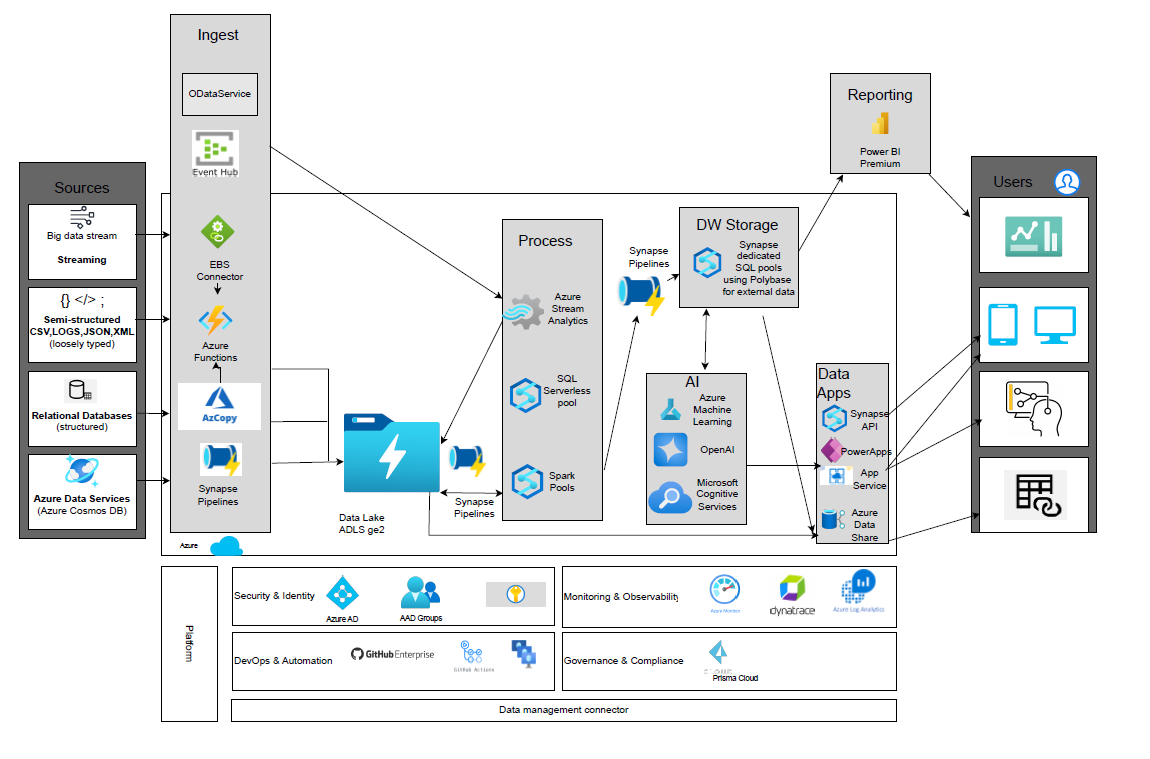 Ingest
ODataService
Event Hub
EBS
Connector
Azure
Functions
AzCopy
Synapse
Pipelines
Sources
Big data stream
Streaming
{} </> ;
Semi-structured
CSV,LOGS,JSON,XML
(loosely typed)
Relational Databases
(structured)
Azure Data Services
(Azure Cosmos DB)
Azure
Data Lake
ADLS ge2
Synapse
Pipelines
Process
Azure
Stream
Analytics
SQL
Serverless
pool
Spark
Pools
Synapse
Pipelines
DW Storage
Synapse
dedicated
SQL pools
using Polybase
for external data
AI
Azure
Machine
Learning
OpenAI
Microsoft
Cognitive
Services
Reporting
Power BI
Premium
Data
Apps
Synapse
API
PowerApps
App
Service
Azure
Data
Share
Users
Platform
Security & Identity
Azure AD
AAD Groups
Monitoring & Observability
Azure Monitor
dynatrace
Azure Log Analytics
DevOps & Automation
GitHub Enterprise
GitHub Actions
Governance & Compliance
Prisma Cloud
Data management connector